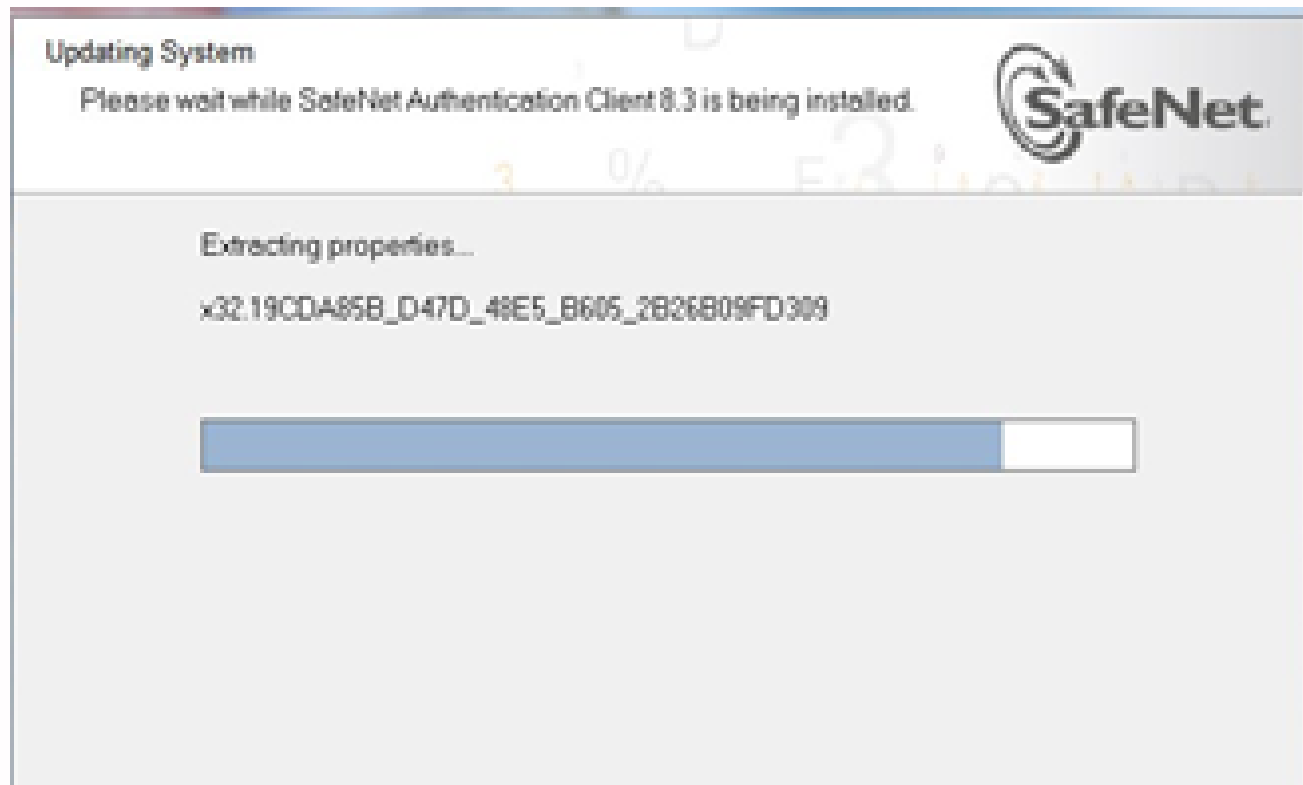 Updating System
Please wait while SafeNet Authentication Client 8.3 is being installed.
SafeNet
Extracting properties...
x32.19CDA85B_D47D_48E5_B605_2B26B09FD309